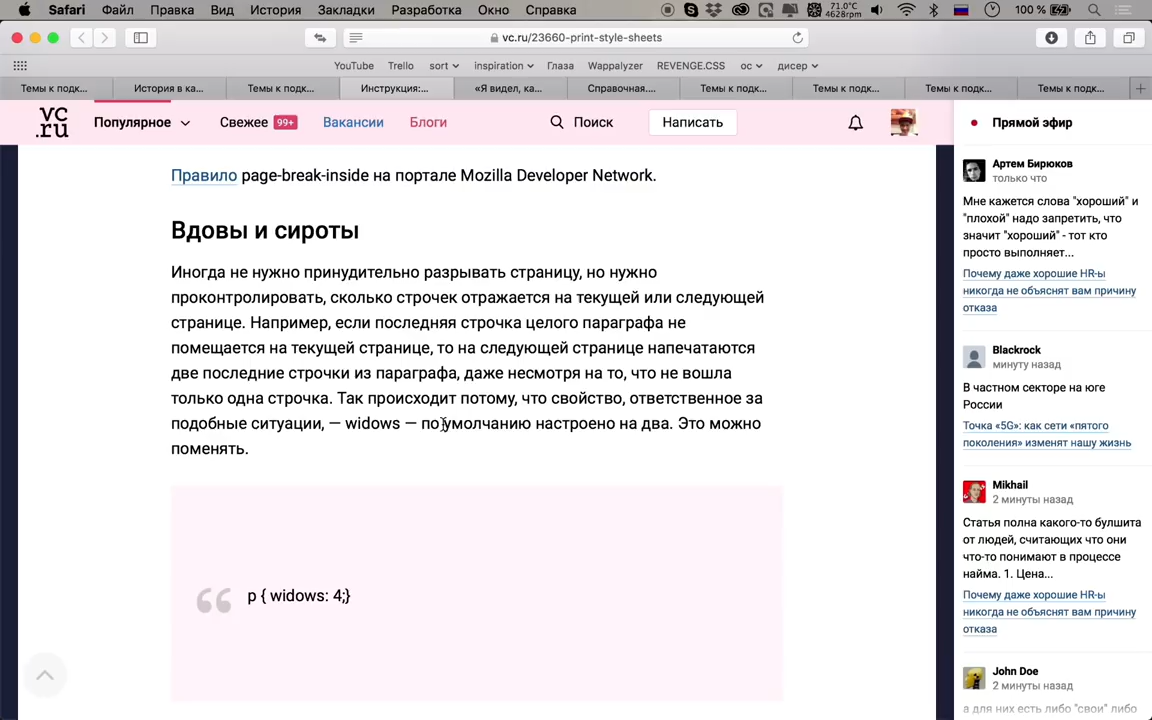 Safari Файл Правка Вид История Закладки Разработка Окно Справка 71.0°C 4628rpm 100 %
vc.ru/23660-print-style-sheets
YouTube Trello sort inspiration Глаза Wappalyzer REVENGE.CSS ос дисер
Темы к подк... История в ка... Темы к подк... Инструкция:... «Я видел, ка... Справочная... Темы к подк... Темы к подк... Темы к подк... Темы к подк...
vc.ru Популярное Свежее 99+ Вакансии Блоги Поиск Написать
Правило page-break-inside на портале Mozilla Developer Network.
Вдовы и сироты
Иногда не нужно принудительно разрывать страницу, но нужно
проконтролировать, сколько строчек отражается на текущей или следующей
странице. Например, если последняя строчка целого параграфа не
помещается на текущей странице, то на следующей странице напечатаются
две последние строчки из параграфа, даже несмотря на то, что не вошла
только одна строчка. Так происходит потому, что свойство, ответственное за
подобные ситуации, — widows — по умолчанию настроено на два. Это можно
поменять.
p { widows: 4;}
Прямой эфир
Артем Бирюков
только что
Мне кажется слова "хороший" и
"плохой" надо запретить, что
значит "хороший" - тот кто
просто выполняет...
Почему даже хорошие HR-ы
никогда не объяснят вам причину
отказа
Blackrock
минуту назад
В частном секторе на юге
России
Точка «5G»: как сети «пятого
поколения» изменят нашу жизнь
Mikhail
2 минуты назад
Статья полна какого-то булшита
от людей, считающих что они
что-то понимают в процессе
найма. 1. Цена...
Почему даже хорошие HR-ы
никогда не объяснят вам причину
отказа
John Doe
2 минуты назад
а для них есть либо "свои" либо